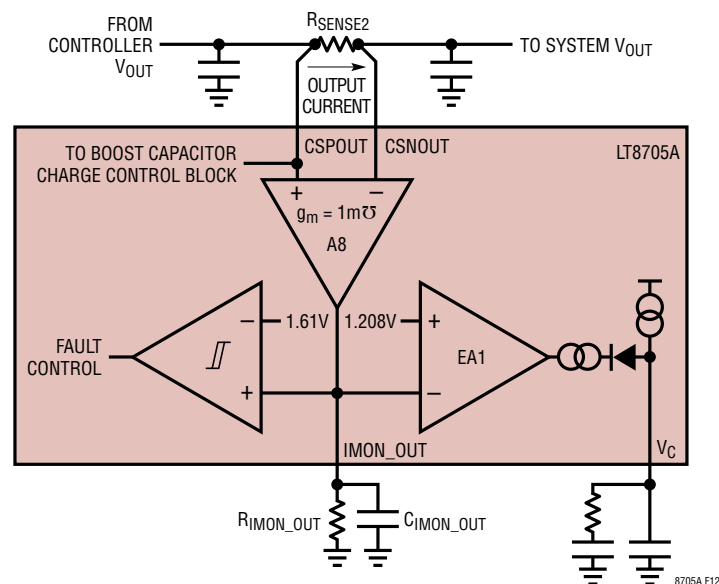 FROM
CONTROLLER
VOUT
RSENSE2
TO SYSTEM VOUT
OUTPUT
CURRENT
TO BOOST CAPACITOR
CHARGE CONTROL BLOCK
CSPOUT
CSNOUT
LT8705A
+
–
gm = 1m℧
A8
FAULT
CONTROL
–
1.61V
1.208V
+
EA1
+
–
IMON_OUT
VC
RIMON_OUT
CIMON_OUT
8705A F12